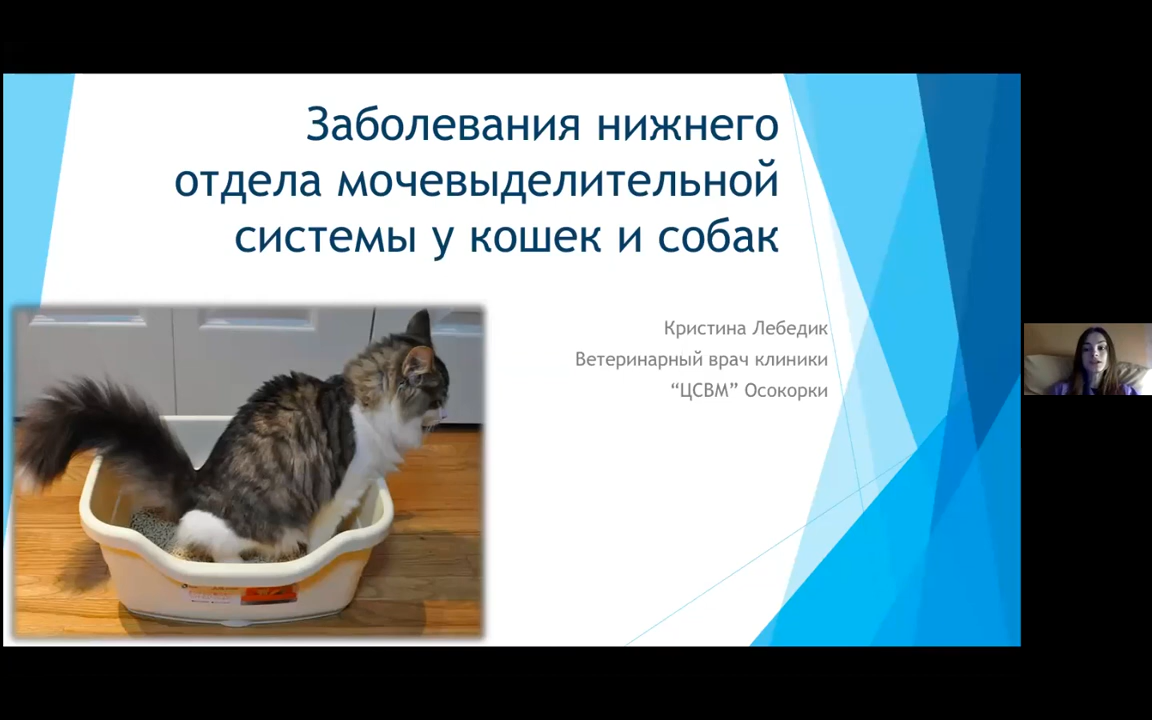 Заболевания нижнего
отдела мочевыделительной
системы у кошек и собак
Кристина Лебедик
Ветеринарный врач клиники
“ЦСВМ” Осокорки